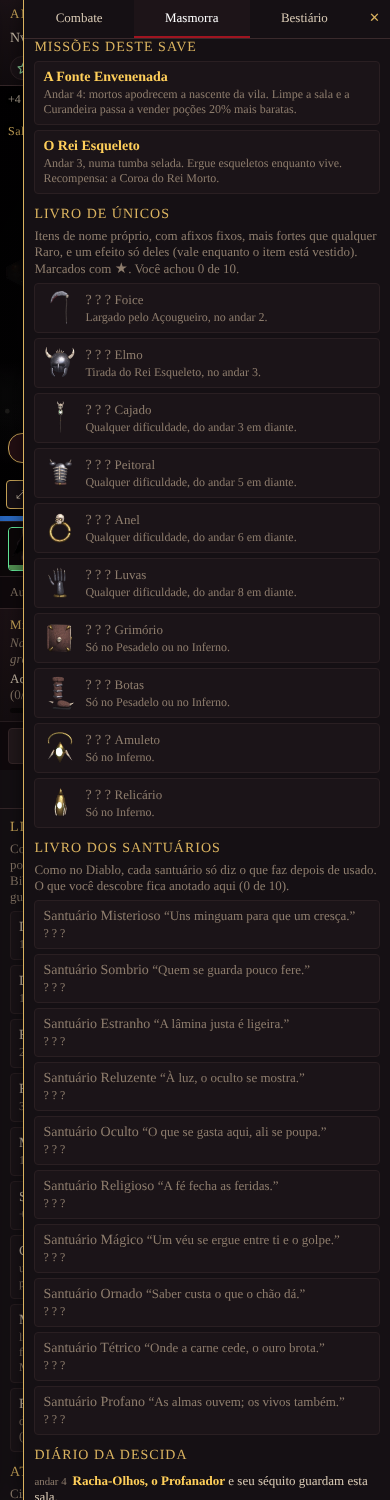 Combate Masmorra Bestiário ×
MISSÕES DESTE SAVE
A Fonte Envenenada
Andar 4: mortos apodrecem a nascente da vila. Limpe a sala e a
Curandeira passa a vender poções 20% mais baratas.
O Rei Esqueleto
Andar 3, numa tumba selada. Ergue esqueletos enquanto vive.
Recompensa: a Coroa do Rei Morto.
LIVRO DE ÚNICOS
Itens de nome próprio, com afixos fixos, mais fortes que qualquer
Raro, e um efeito só deles (vale enquanto o item está vestido).
Marcados com ★. Você achou 0 de 10.
? ? ? Foice
Largado pelo Açougueiro, no andar 2.
? ? ? Elmo
Tirada do Rei Esqueleto, no andar 3.
? ? ? Cajado
Qualquer dificuldade, do andar 3 em diante.
? ? ? Peitoral
Qualquer dificuldade, do andar 5 em diante.
? ? ? Anel
Qualquer dificuldade, do andar 6 em diante.
? ? ? Luvas
Qualquer dificuldade, do andar 8 em diante.
? ? ? Grimório
Só no Pesadelo ou no Inferno.
? ? ? Botas
Só no Pesadelo ou no Inferno.
? ? ? Amuleto
Só no Inferno.
? ? ? Relicário
Só no Inferno.
LIVRO DOS SANTUÁRIOS
Como no Diablo, cada santuário só diz o que faz depois de usado.
O que você descobre fica anotado aqui (0 de 10).
Santuário Misterioso “Uns minguam para que um cresça.”
? ? ?
Santuário Sombrio “Quem se guarda pouco fere.”
? ? ?
Santuário Estranho “A lâmina justa é ligeira.”
? ? ?
Santuário Reluzente “À luz, o oculto se mostra.”
? ? ?
Santuário Oculto “O que se gasta aqui, ali se poupa.”
? ? ?
Santuário Religioso “A fé fecha as feridas.”
? ? ?
Santuário Mágico “Um véu se ergue entre ti e o golpe.”
? ? ?
Santuário Ornado “Saber custa o que o chão dá.”
? ? ?
Santuário Tétrico “Onde a carne cede, o ouro brota.”
? ? ?
Santuário Profano “As almas ouvem; os vivos também.”
? ? ?
DIÁRIO DA DESCIDA
andar 4 Racha-Olhos, o Profanador e seu séquito guardam esta
sala